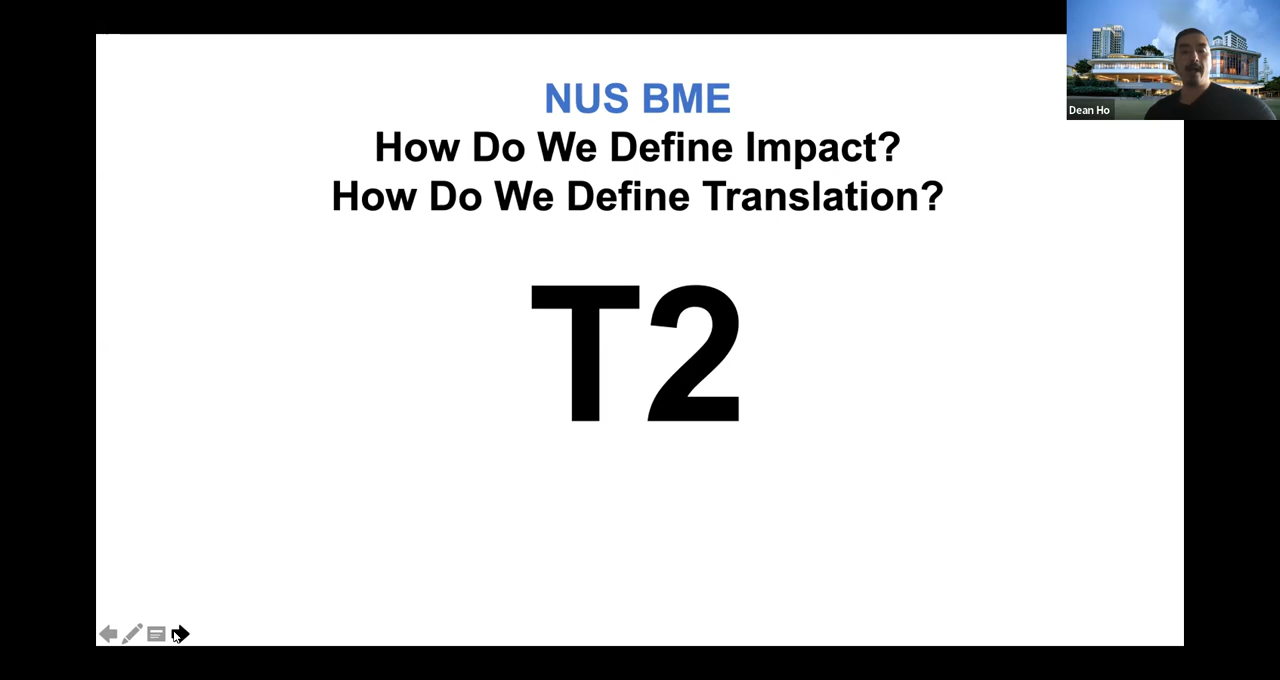 NUS BME
How Do We Define Impact?
How Do We Define Translation?
T2
Dean Ho